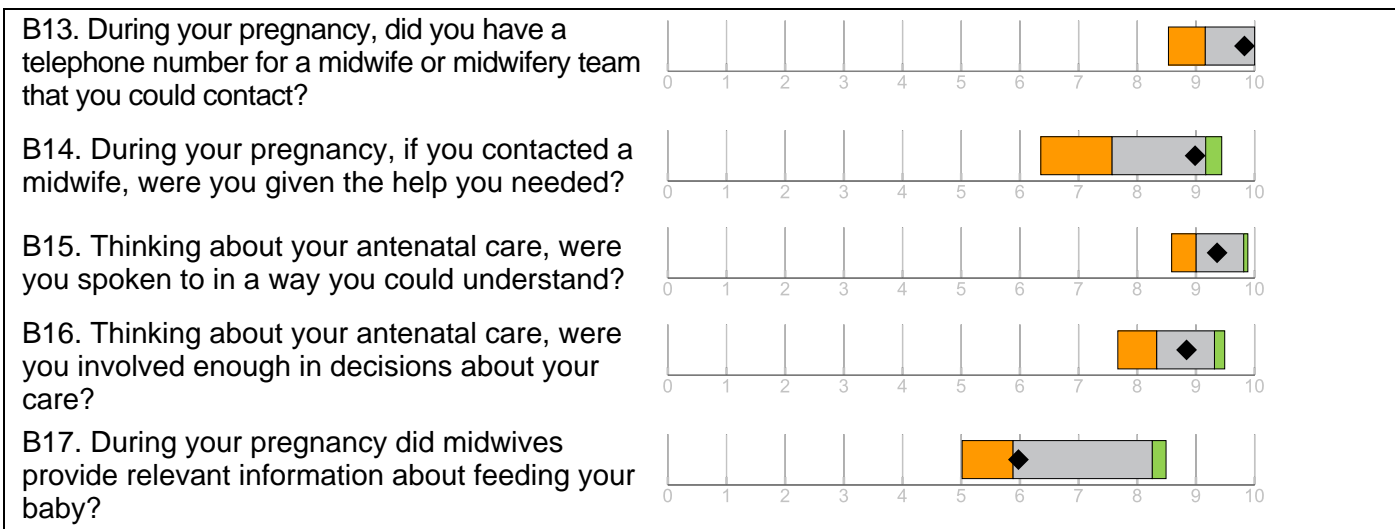 B13. During your pregnancy, did you have a
telephone number for a midwife or midwifery team
that you could contact?
0 1 2 3 4 5 6 7 8 9 10
B14. During your pregnancy, if you contacted a
midwife, were you given the help you needed?
0 1 2 3 4 5 6 7 8 9 10
B15. Thinking about your antenatal care, were
you spoken to in a way you could understand?
0 1 2 3 4 5 6 7 8 9 10
B16. Thinking about your antenatal care, were
you involved enough in decisions about your
care?
0 1 2 3 4 5 6 7 8 9 10
B17. During your pregnancy did midwives
provide relevant information about feeding your
baby?
0 1 2 3 4 5 6 7 8 9 10